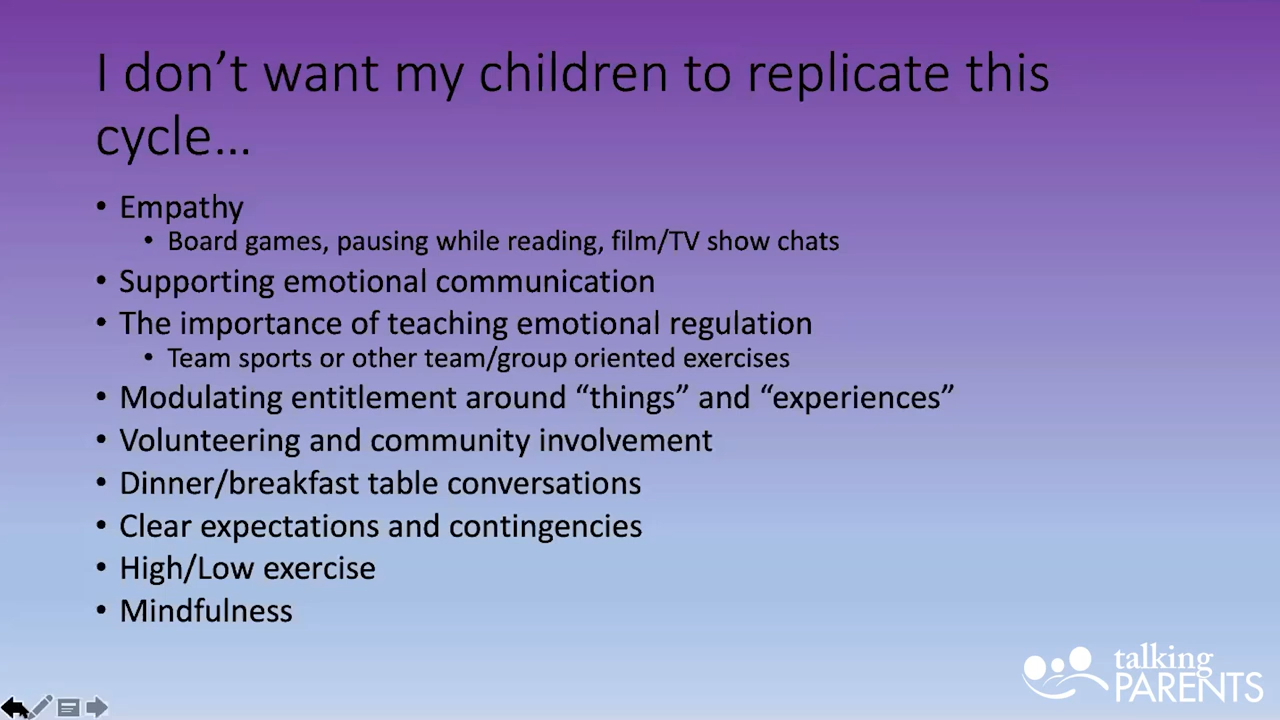 I don’t want my children to replicate this
cycle…
• Empathy
• Board games, pausing while reading, film/TV show chats
• Supporting emotional communication
• The importance of teaching emotional regulation
• Team sports or other team/group oriented exercises
• Modulating entitlement around “things” and “experiences”
• Volunteering and community involvement
• Dinner/breakfast table conversations
• Clear expectations and contingencies
• High/Low exercise
• Mindfulness
talking
PARENTS